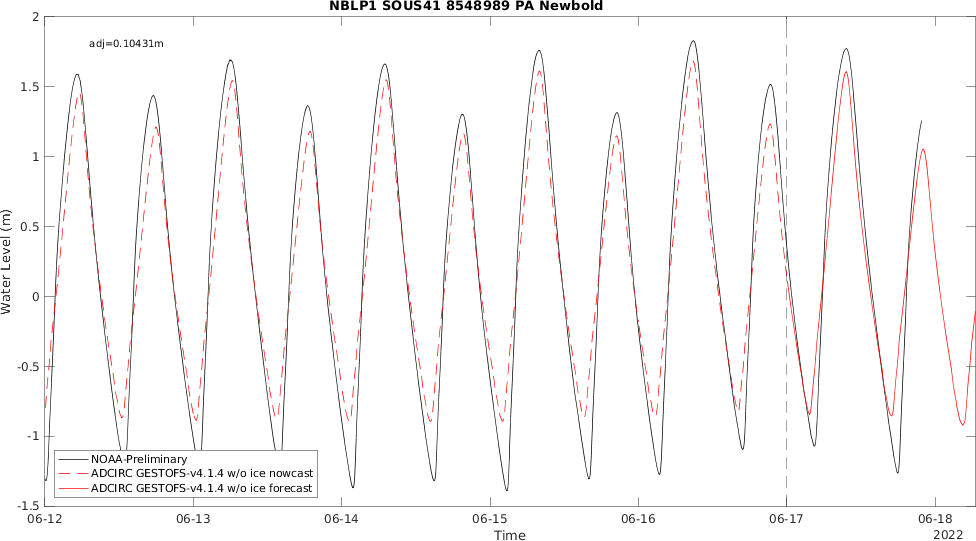 NBLP1 SOUS41 8548989 PA Newbold
adj=0.10431m
2
1.5
1
0.5
0
-0.5
-1
-1.5
Water Level (m)
NOAA-Preliminary
ADCIRC GESTOFS-v4.1.4 w/o ice nowcast
ADCIRC GESTOFS-v4.1.4 w/o ice forecast
06-12 06-13 06-14 06-15 06-16 06-17 06-18
Time
2022